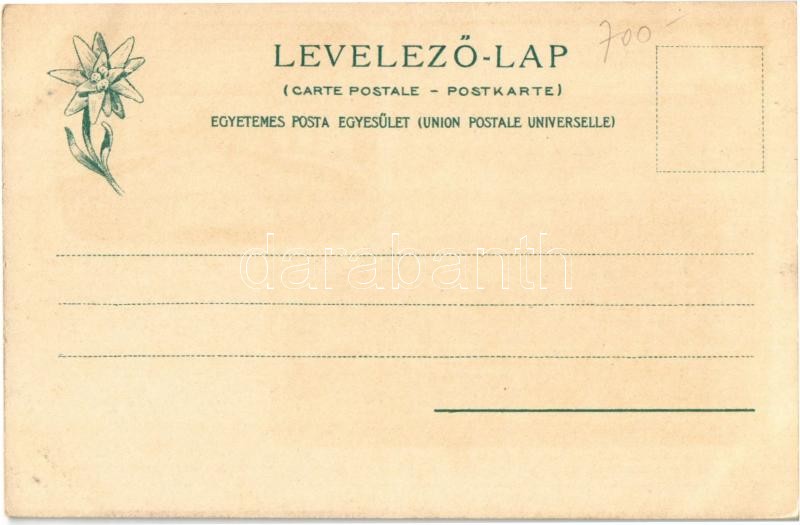 700-
LEVELEZŐ-LAP
(CARTE POSTALE - POSTKARTE)
EGYETEMES POSTA EGYESÜLET (UNION POSTALE UNIVERSELLE)
darabanth